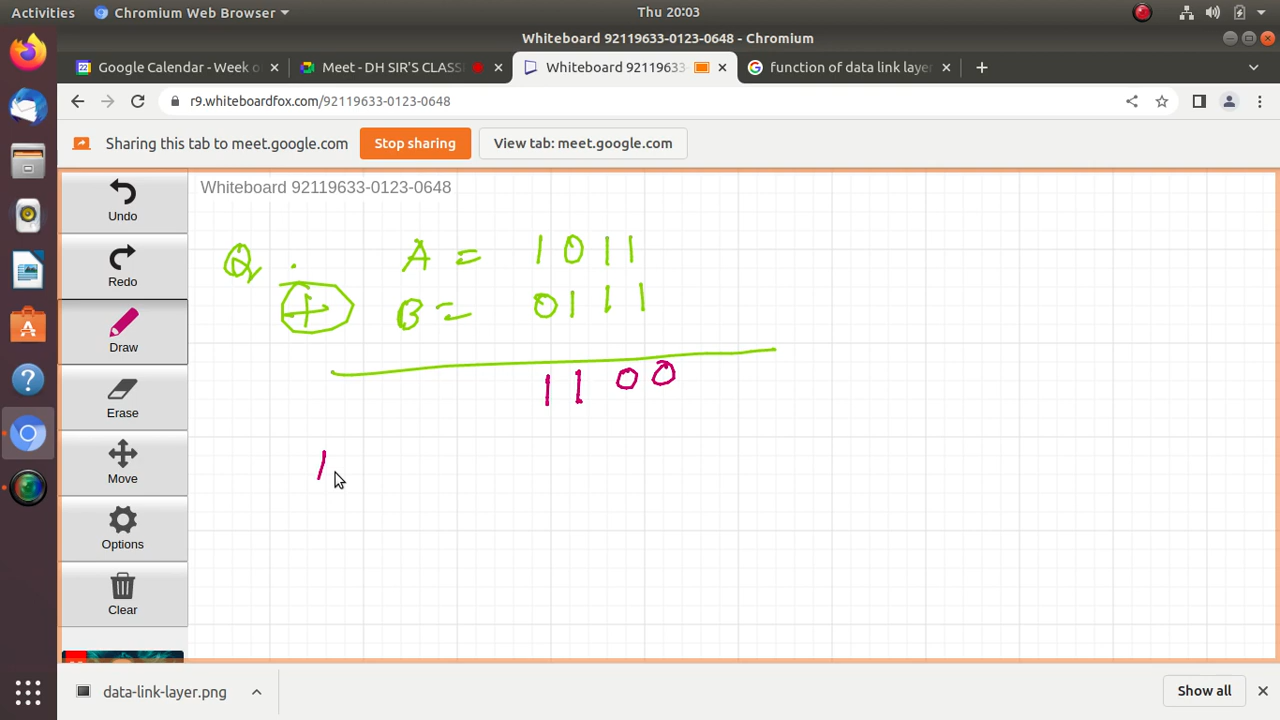 Activities Chromium Web Browser Thu 20:03
Whiteboard 92119633-0123-0648 - Chromium
Google Calendar - Week o Meet - DH SIR'S CLASS Whiteboard 92119633- function of data link laye
r9.whiteboardfox.com/92119633-0123-0648
Sharing this tab to meet.google.com Stop sharing View tab: meet.google.com
Whiteboard 92119633-0123-0648
Undo
Redo
Draw
Erase
Move
Options
Clear
Q. A = 1011
⊕ B = 0111
1100
1
data-link-layer.png Show all